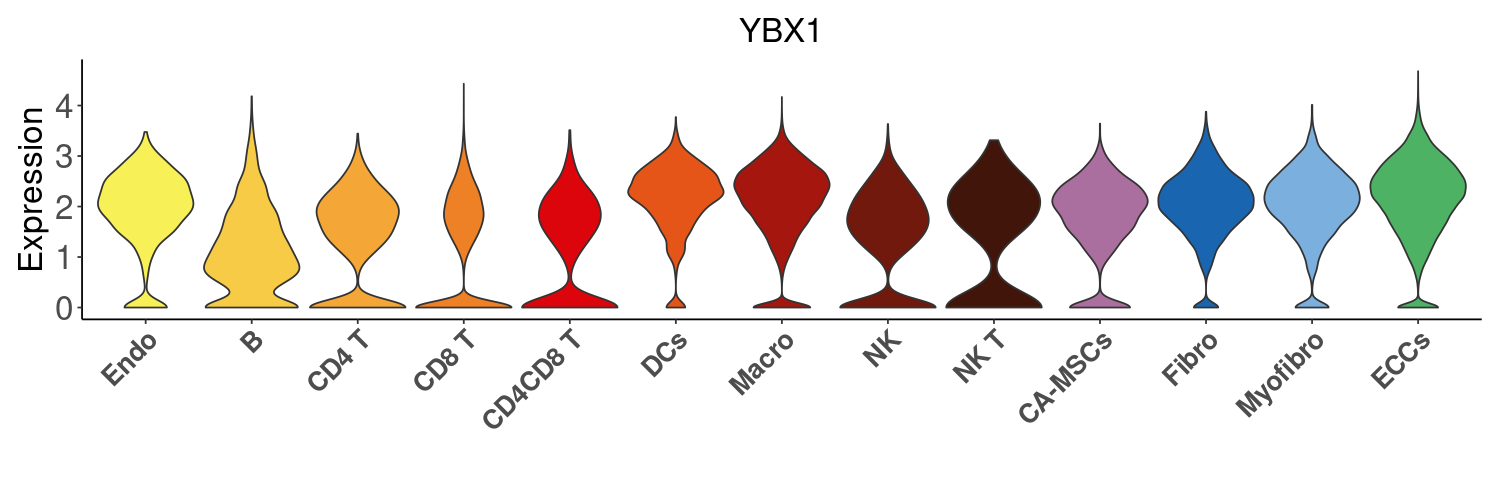 YBX1
Expression
4
3
2
1
0
Endo
B
CD4 T
CD8 T
CD4CD8 T
DCs
Macro
NK
NK T
CA-MSCs
Fibro
Myofibro
ECCs